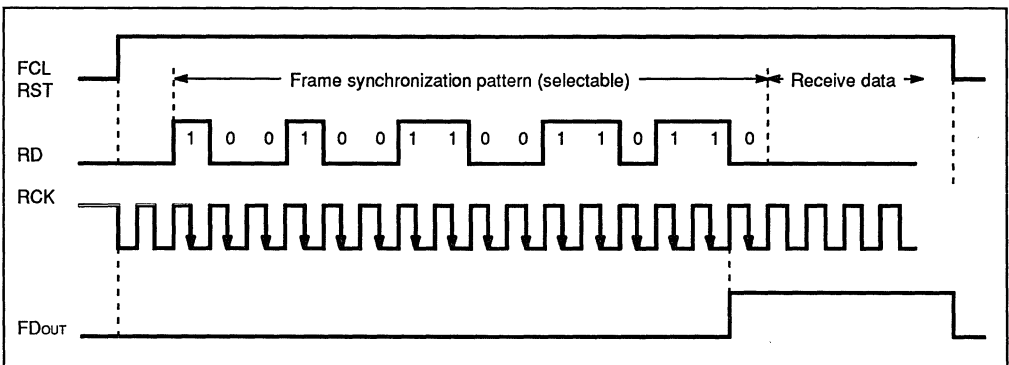 FCL
RST
Frame synchronization pattern (selectable)
Receive data
RD
1 0 0 1 0 0 1 1 0 0 1 1 0 1 1 0
RCK
FDOUT